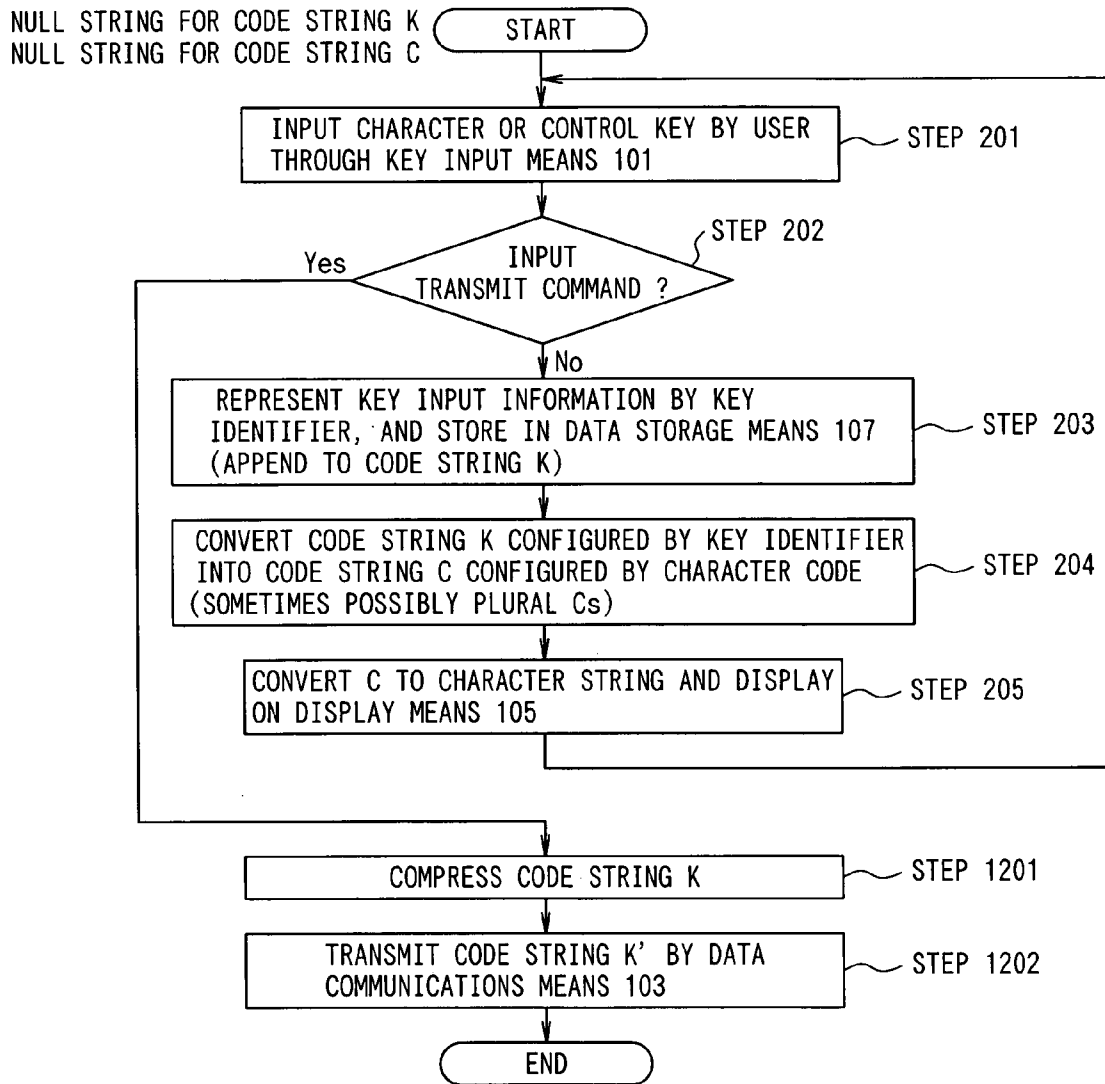 NULL STRING FOR CODE STRING K
NULL STRING FOR CODE STRING C
START
INPUT CHARACTER OR CONTROL KEY BY USER
THROUGH KEY INPUT MEANS 101
STEP 201
STEP 202
INPUT
TRANSMIT COMMAND ?
Yes
No
REPRESENT KEY INPUT INFORMATION BY KEY
IDENTIFIER, AND STORE IN DATA STORAGE MEANS 107
(APPEND TO CODE STRING K)
STEP 203
CONVERT CODE STRING K CONFIGURED BY KEY IDENTIFIER
INTO CODE STRING C CONFIGURED BY CHARACTER CODE
(SOMETIMES POSSIBLY PLURAL Cs)
STEP 204
CONVERT C TO CHARACTER STRING AND DISPLAY
ON DISPLAY MEANS 105
STEP 205
COMPRESS CODE STRING K
STEP 1201
TRANSMIT CODE STRING K' BY DATA
COMMUNICATIONS MEANS 103
STEP 1202
END